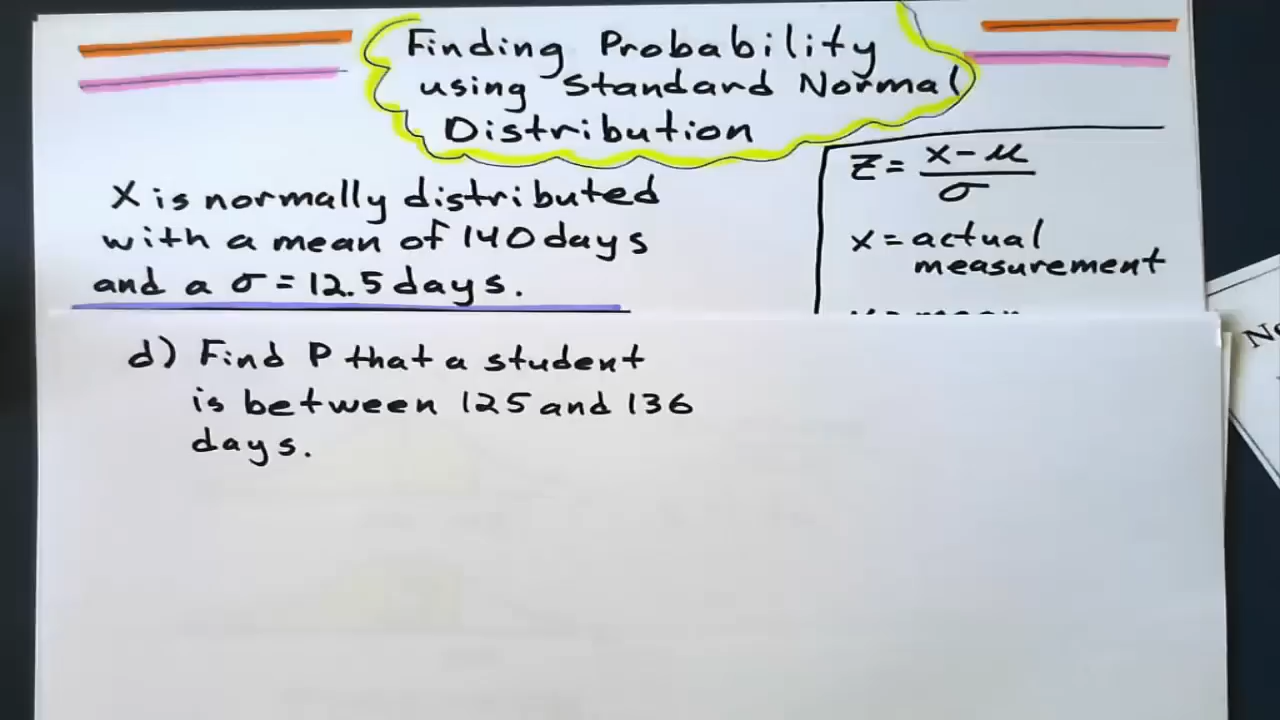 Finding Probability
using Standard Normal
Distribution
X is normally distributed
with a mean of 140 days
and a σ = 12.5 days.
Z = x - μ / σ
x = actual
measurement
d) Find P that a student
is between 125 and 136
days.